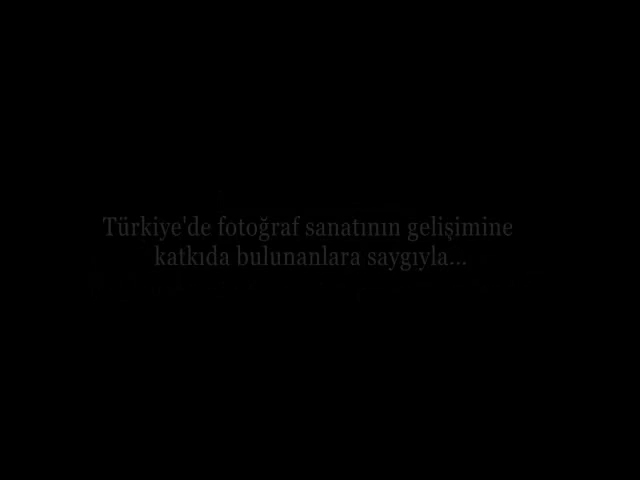 Türkiye'de fotoğraf sanatının gelişimine
katkıda bulunanlara saygıyla...